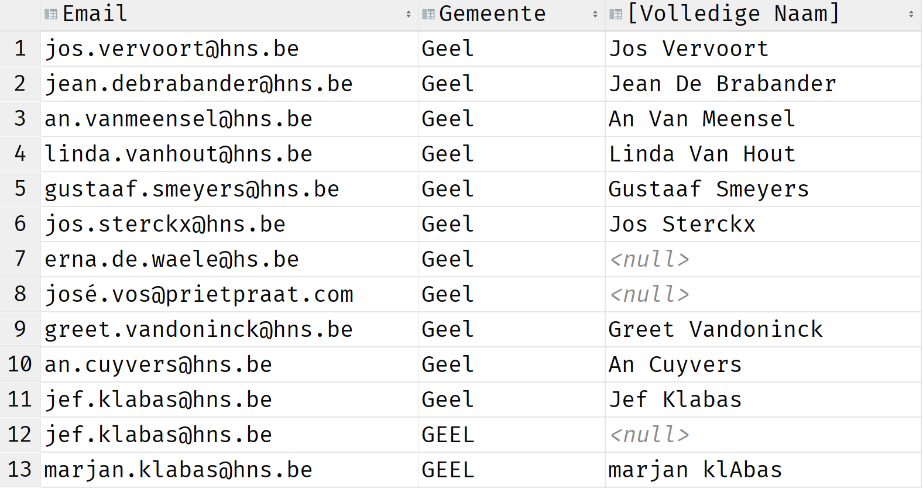 Email Gemeente [Volledige Naam]
1 jos.vervoort@hns.be Geel Jos Vervoort
2 jean.debrabander@hns.be Geel Jean De Brabander
3 an.vanmeensel@hns.be Geel An Van Meensel
4 linda.vanhout@hns.be Geel Linda Van Hout
5 gustaaf.smeyers@hns.be Geel Gustaaf Smeyers
6 jos.sterckx@hns.be Geel Jos Sterckx
7 erna.de.waele@hs.be Geel <null>
8 josé.vos@prietpraat.com Geel <null>
9 greet.vandoninck@hns.be Geel Greet Vandoninck
10 an.cuyvers@hns.be Geel An Cuyvers
11 jef.klabas@hns.be Geel Jef Klabas
12 jef.klabas@hns.be GEEL <null>
13 marjan.klabas@hns.be GEEL marjan klAbas